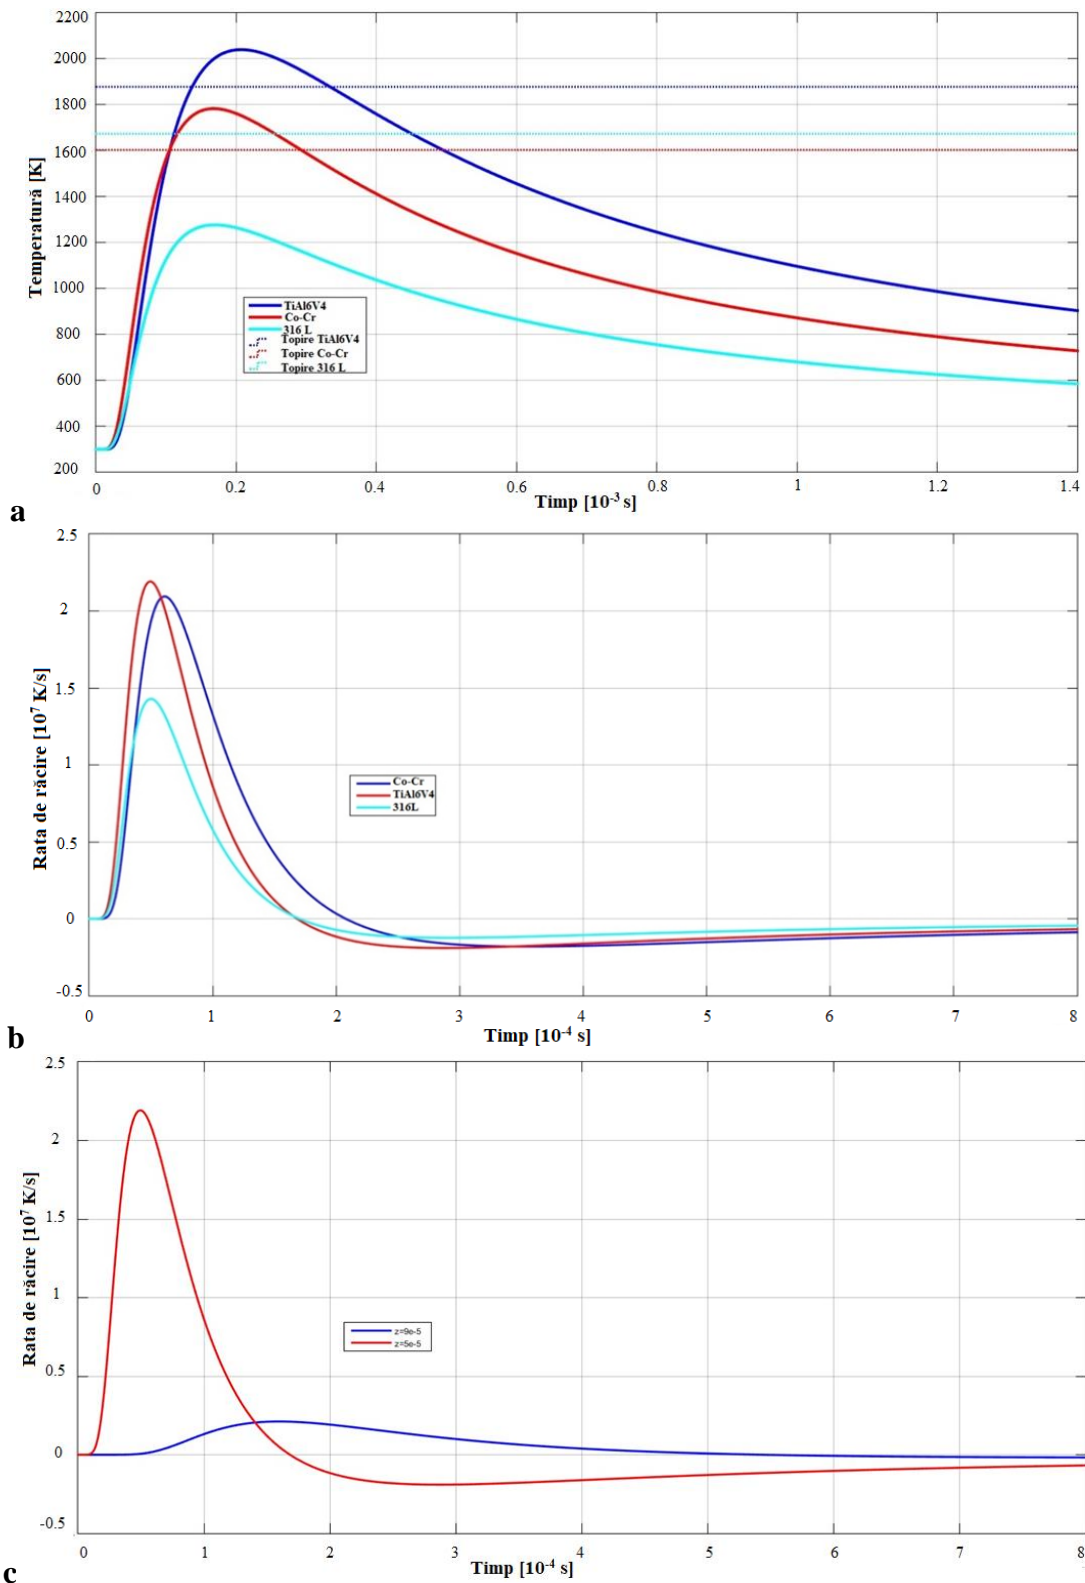 2200
2000
1800
1600
1400
1200
1000
800
600
400
200
Temperatură [K]
TiAl6V4
Co-Cr
316 L
Topire TiAl6V4
Topire Co-Cr
Topire 316 L
0 0.2 0.4 0.6 0.8 1 1.2 1.4
Timp [10⁻³ s]
a
2.5
2
1.5
1
0.5
0
-0.5
Rata de răcire [10⁷ K/s]
Co-Cr
TiAl6V4
316L
0 1 2 3 4 5 6 7 8
Timp [10⁻⁴ s]
b
2.5
2
1.5
1
0.5
0
-0.5
Rata de răcire [10⁷ K/s]
z=9e-5
z=5e-5
0 1 2 3 4 5 6 7 8
Timp [10⁻⁴ s]
c